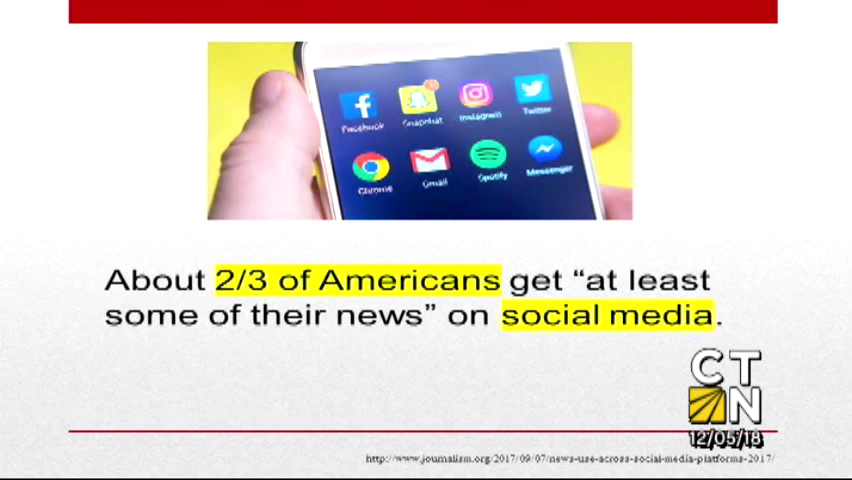 Facebook
Snapchat
Instagram
Twitter
Chrome
Gmail
Spotify
Messenger
About 2/3 of Americans get “at least
some of their news” on social media.
CT
N
12/05/18
http://www.journalism.org/2017/09/07/news-use-across-social-media-platforms-2017/